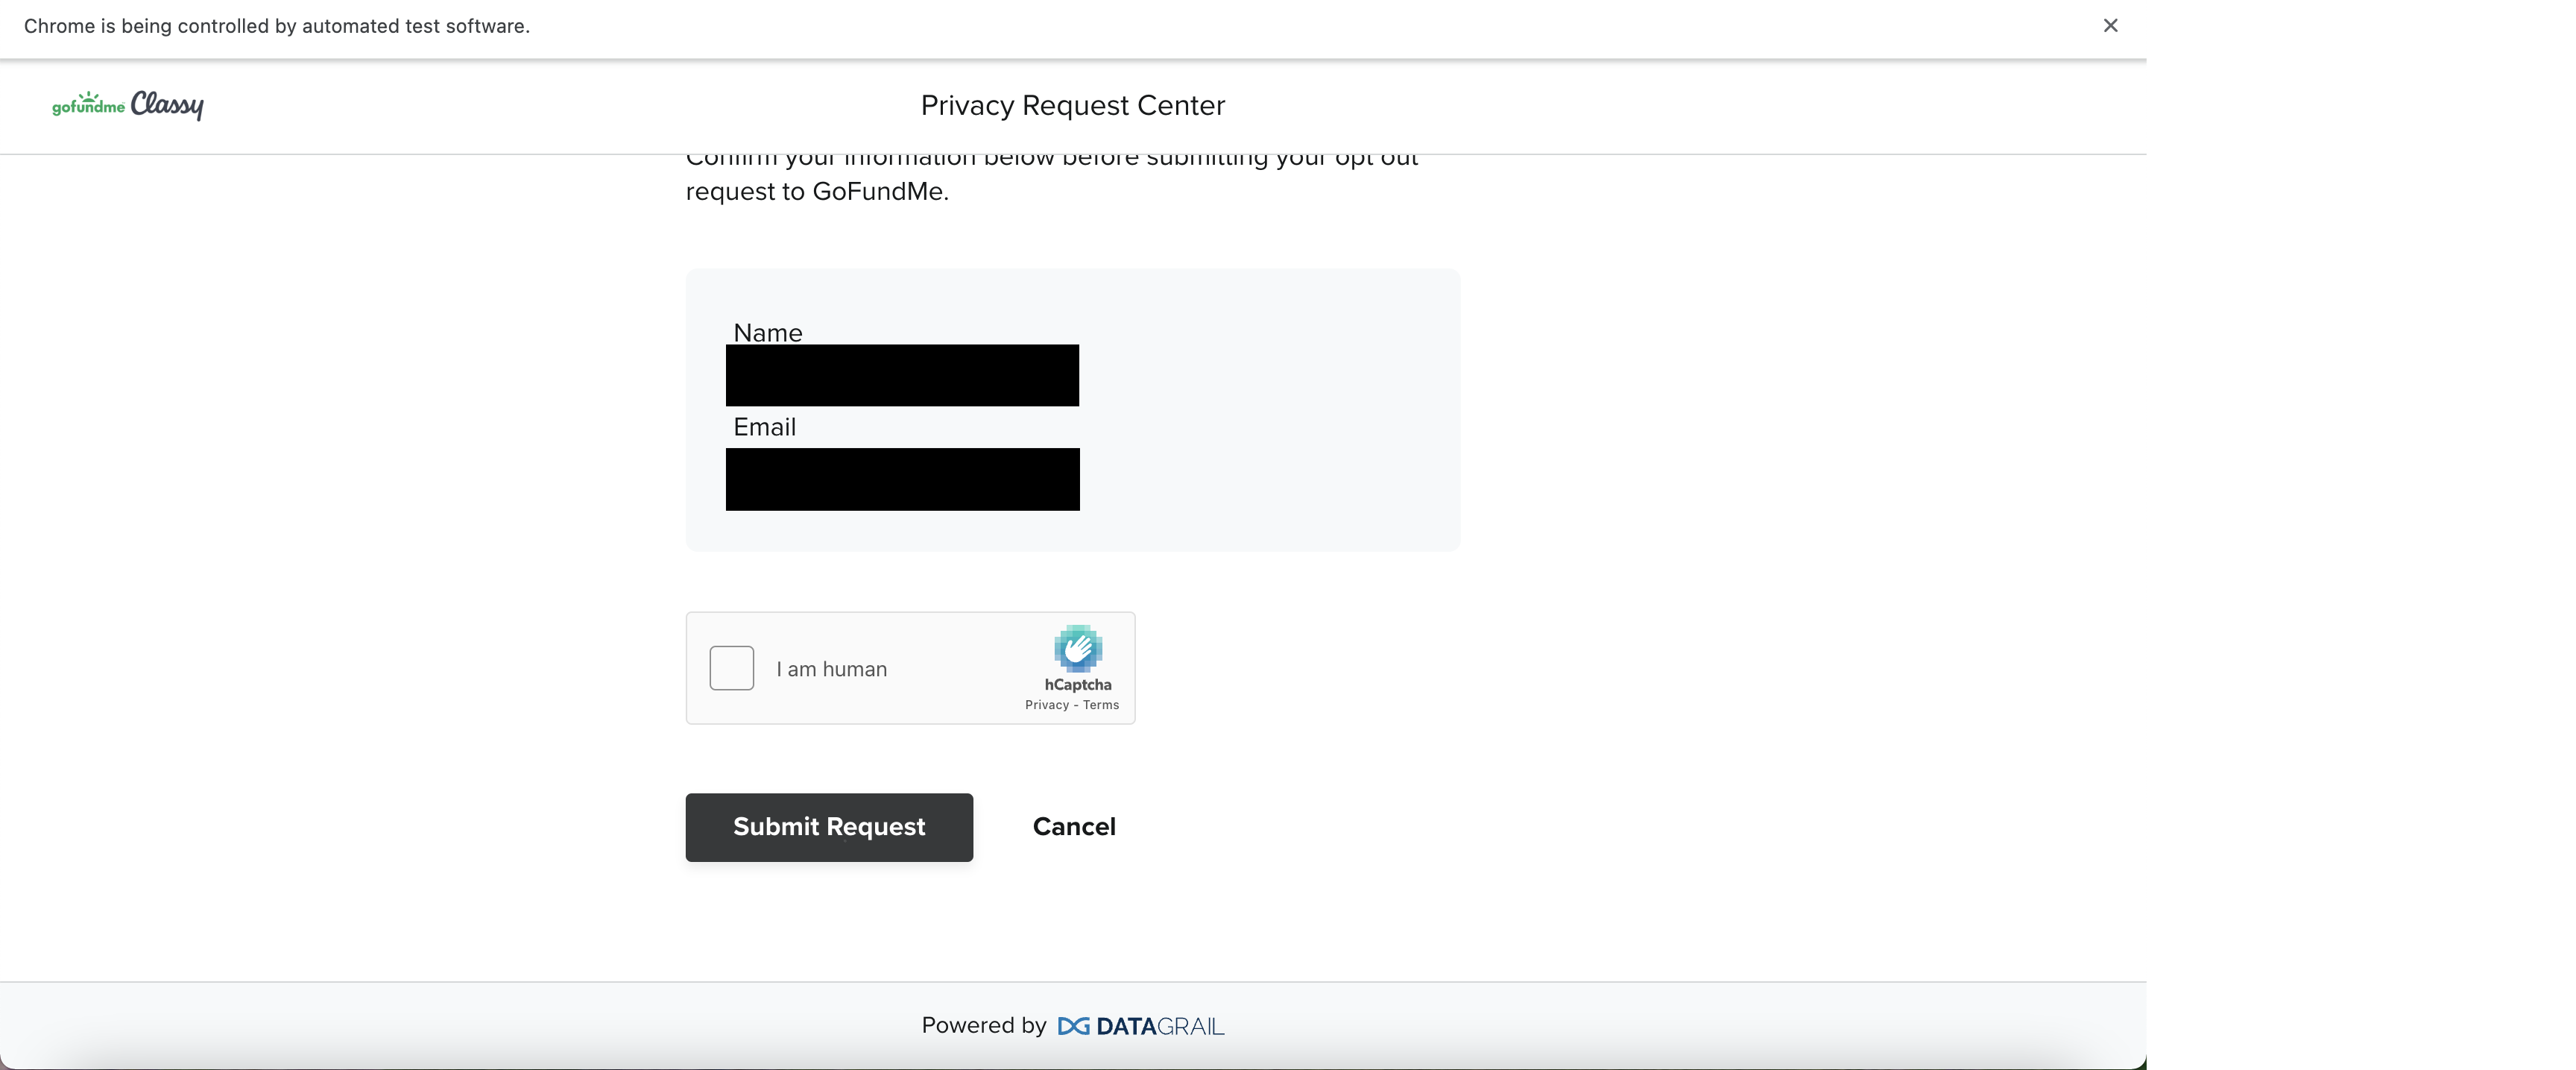 Chrome is being controlled by automated test software.
gofundme Classy
Privacy Request Center
Confirm your information below before submitting your opt out
request to GoFundMe.
Name
Email
I am human
hCaptcha
Privacy - Terms
Submit Request
Cancel
Powered by DATAGRAIL